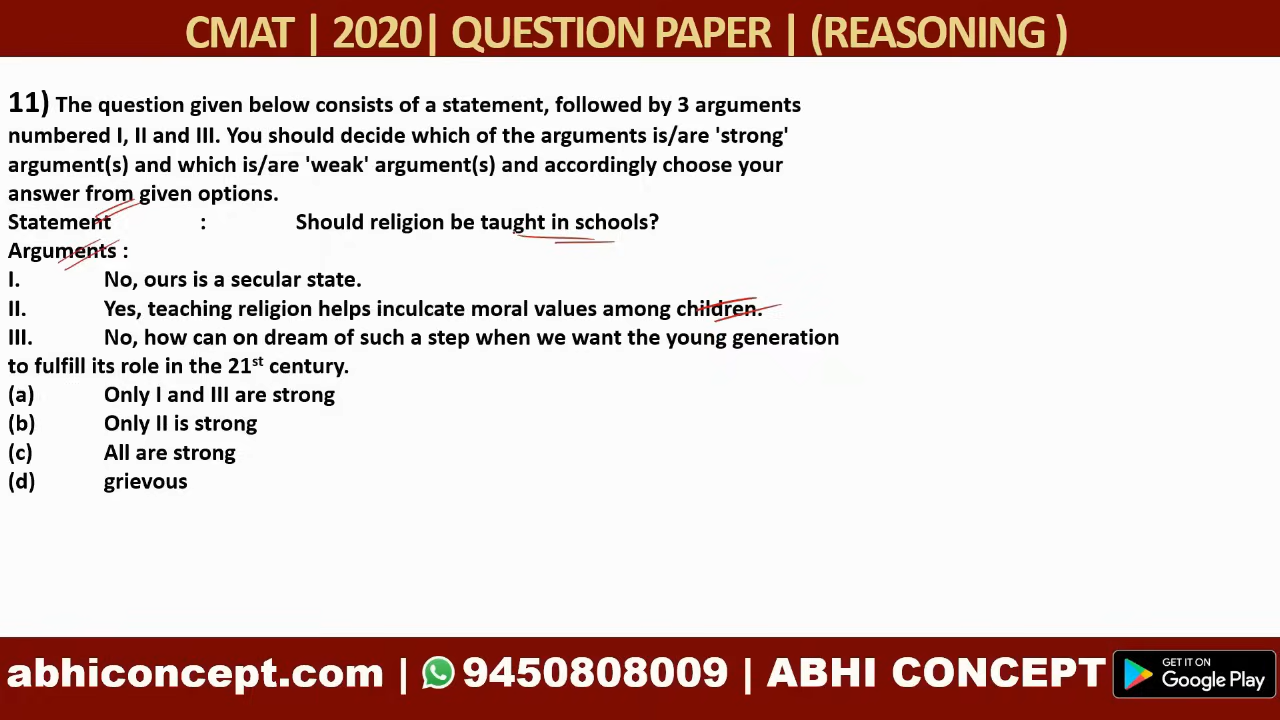 CMAT | 2020| QUESTION PAPER | (REASONING )
11) The question given below consists of a statement, followed by 3 arguments
numbered I, II and III. You should decide which of the arguments is/are 'strong'
argument(s) and which is/are 'weak' argument(s) and accordingly choose your
answer from given options.
Statement : Should religion be taught in schools?
Arguments :
I. No, ours is a secular state.
II. Yes, teaching religion helps inculcate moral values among children.
III. No, how can on dream of such a step when we want the young generation
to fulfill its role in the 21st century.
(a) Only I and III are strong
(b) Only II is strong
(c) All are strong
(d) grievous
abhiconcept.com | 9450808009 | ABHI CONCEPT
GET IT ON
Google Play